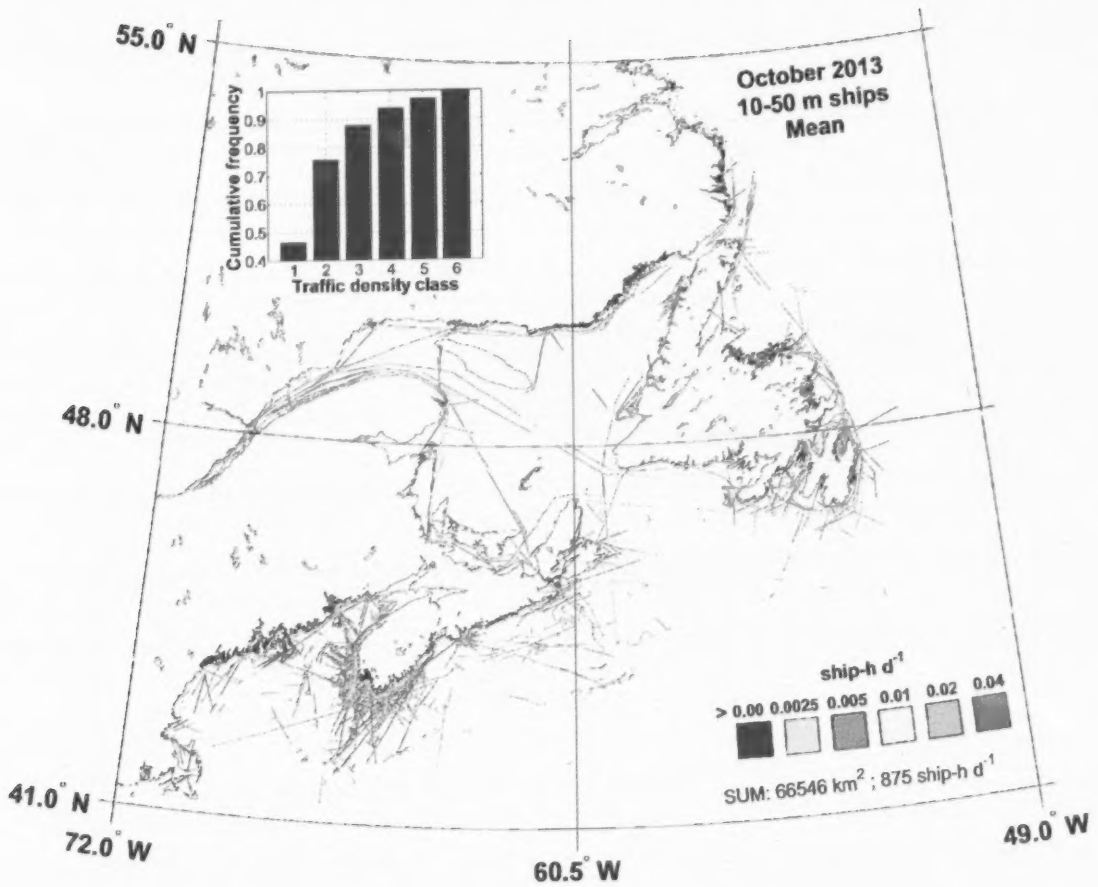 55.0° N
October 2013
10-50 m ships
Mean
Cumulative frequency
1
0.9
0.8
0.7
0.6
0.5
0.4
1 2 3 4 5 6
Traffic density class
48.0° N
ship-h d⁻¹
> 0.00 0.0025 0.005 0.01 0.02 0.04
SUM: 66546 km² ; 875 ship-h d⁻¹
41.0° N
72.0° W
60.5° W
49.0° W